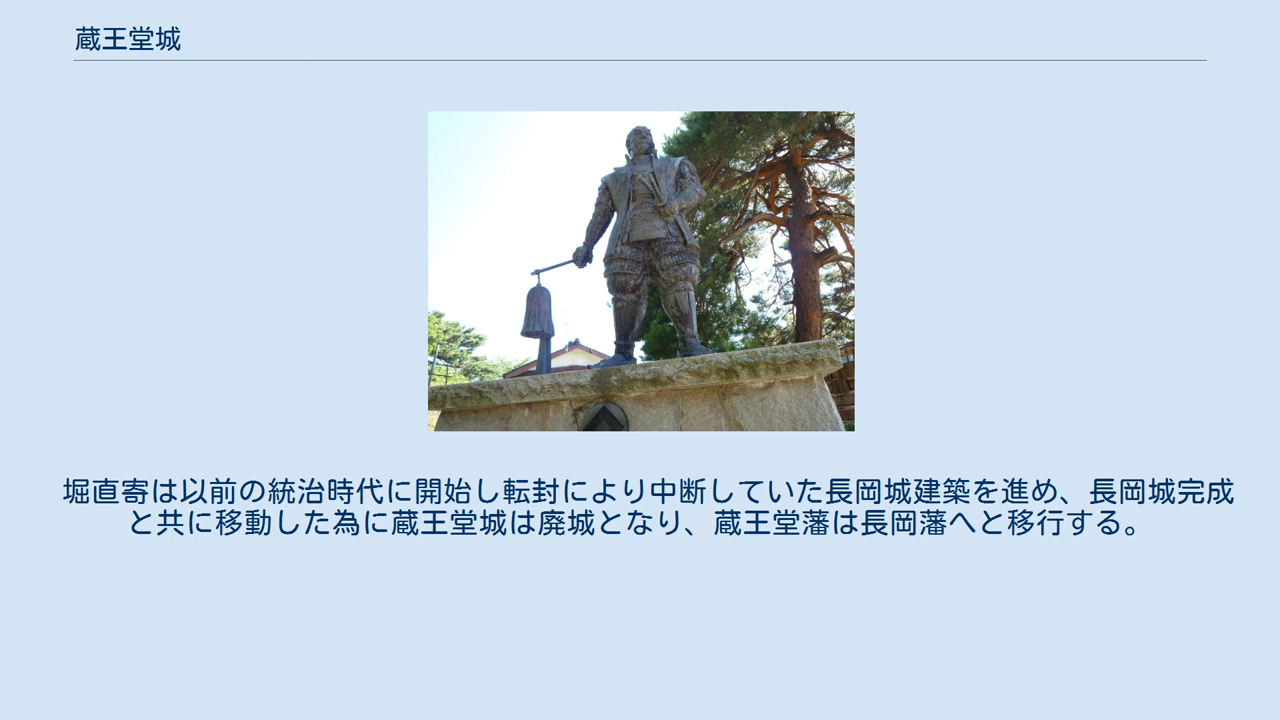 蔵王堂城
堀直寄は以前の統治時代に開始し転封により中断していた長岡城建築を進め、長岡城完成
と共に移動した為に蔵王堂城は廃城となり、蔵王堂藩は長岡藩へと移行する。